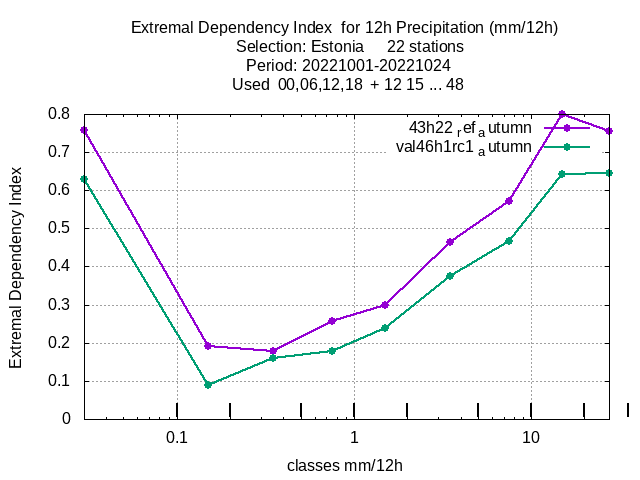 Extremal Dependency Index  for 12h Precipitation (mm/12h)
Selection: Estonia     22 stations
Period: 20221001-20221024
Used  00,06,12,18  + 12 15 ... 48
43h22 ref autumn
val46h1rc1 autumn
Extremal Dependency Index
0.8
0.7
0.6
0.5
0.4
0.3
0.2
0.1
0
0.1 1 10
classes mm/12h